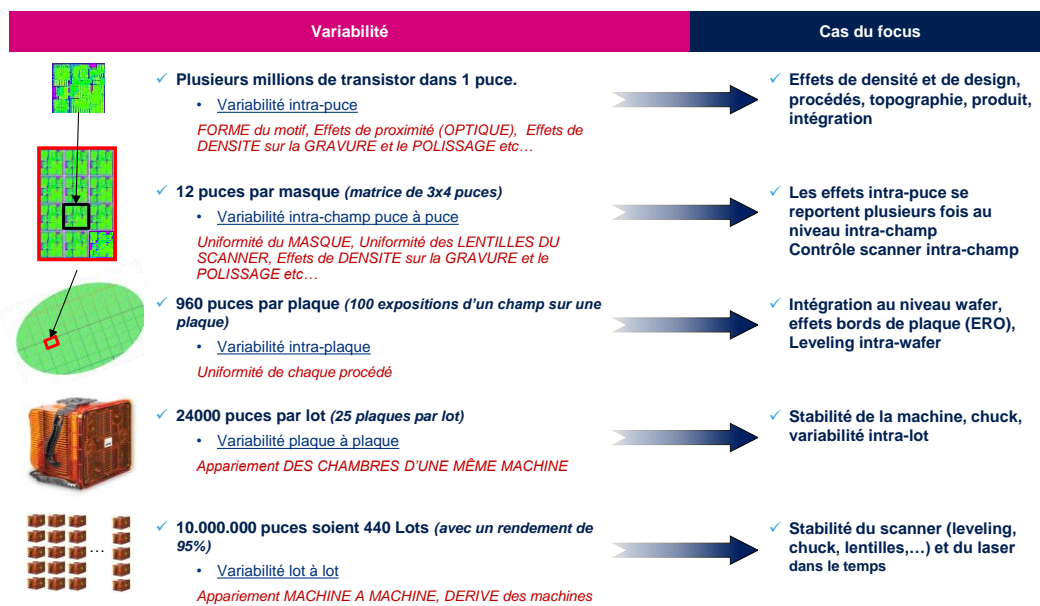 Variabilité
Cas du focus
✓ Plusieurs millions de transistor dans 1 puce.
• Variabilité intra-puce
FORME du motif, Effets de proximité (OPTIQUE), Effets de
DENSITE sur la GRAVURE et le POLISSAGE etc…
✓ Effets de densité et de design,
procédés, topographie, produit,
intégration
✓ 12 puces par masque (matrice de 3x4 puces)
• Variabilité intra-champ puce à puce
Uniformité du MASQUE, Uniformité des LENTILLES DU
SCANNER, Effets de DENSITE sur la GRAVURE et le
POLISSAGE etc…
✓ Les effets intra-puce se
reportent plusieurs fois au
niveau intra-champ
Contrôle scanner intra-champ
✓ 960 puces par plaque (100 expositions d'un champ sur une
plaque)
• Variabilité intra-plaque
Uniformité de chaque procédé
✓ Intégration au niveau wafer,
effets bords de plaque (ERO),
Leveling intra-wafer
✓ 24000 puces par lot (25 plaques par lot)
• Variabilité plaque à plaque
Appariement DES CHAMBRES D'UNE MÊME MACHINE
✓ Stabilité de la machine, chuck,
variabilité intra-lot
...
✓ 10.000.000 puces soient 440 Lots (avec un rendement de
95%)
• Variabilité lot à lot
Appariement MACHINE A MACHINE, DERIVE des machines
✓ Stabilité du scanner (leveling,
chuck, lentilles,…) et du laser
dans le temps